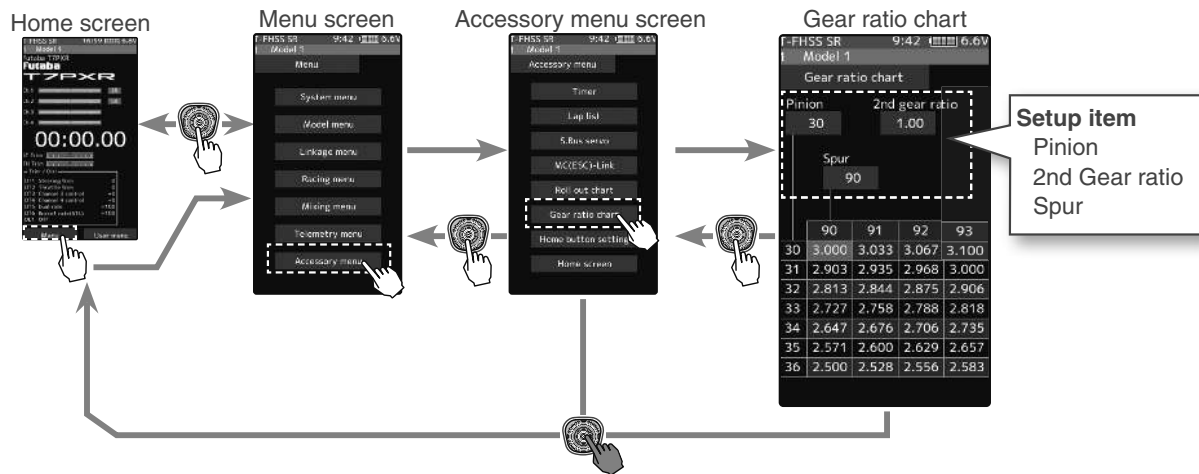 Home screen
Menu screen
Accessory menu screen
Gear ratio chart
Model 1
Futaba T7PXR
Futaba
T7PXR
00:00.00
User menu
T-FHSS SR 9:42 6.6V
Model 1
Menu
System menu
Model menu
Linkage menu
Racing menu
Mixing menu
Telemetry menu
Accessory menu
T-FHSS SR 9:42 6.6V
Model 1
Accessory menu
Timer
Lap list
S.Bus servo
MC(ESC)-Link
Roll out chart
Gear ratio chart
Home button setting
Home screen
T-FHSS SR 9:42 6.6V
1 Model 1
Gear ratio chart
Pinion 2nd gear ratio
30 1.00
Spur
90
90 91 92 93
30 3.000 3.033 3.067 3.100
31 2.903 2.935 2.968 3.000
32 2.813 2.844 2.875 2.906
33 2.727 2.758 2.788 2.818
34 2.647 2.676 2.706 2.735
35 2.571 2.600 2.629 2.657
36 2.500 2.528 2.556 2.583
Setup item
Pinion
2nd Gear ratio
Spur